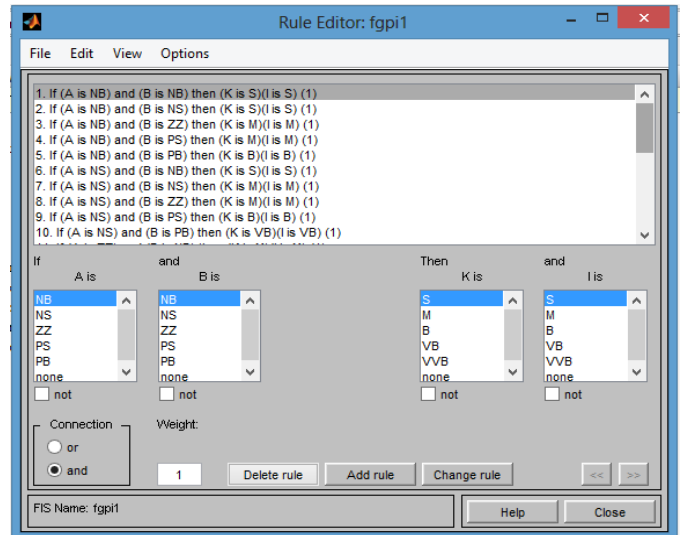 Rule Editor: fgpi1
File Edit View Options
1. If (A is NB) and (B is NB) then (K is S)(I is S) (1)
2. If (A is NB) and (B is NS) then (K is S)(I is S) (1)
3. If (A is NB) and (B is ZZ) then (K is M)(I is M) (1)
4. If (A is NB) and (B is PS) then (K is M)(I is M) (1)
5. If (A is NB) and (B is PB) then (K is B)(I is B) (1)
6. If (A is NS) and (B is NB) then (K is S)(I is S) (1)
7. If (A is NS) and (B is NS) then (K is M)(I is M) (1)
8. If (A is NS) and (B is ZZ) then (K is M)(I is M) (1)
9. If (A is NS) and (B is PS) then (K is B)(I is B) (1)
10. If (A is NS) and (B is PB) then (K is VB)(I is VB) (1)
If and Then and
A is B is K is I is
NB NB S S
NS NS M M
ZZ ZZ B B
PS PS VB VB
PB PB VVB VVB
none none none none
not not not not
Connection Weight:
or
and 1 Delete rule Add rule Change rule << >>
FIS Name: fgpi1 Help Close